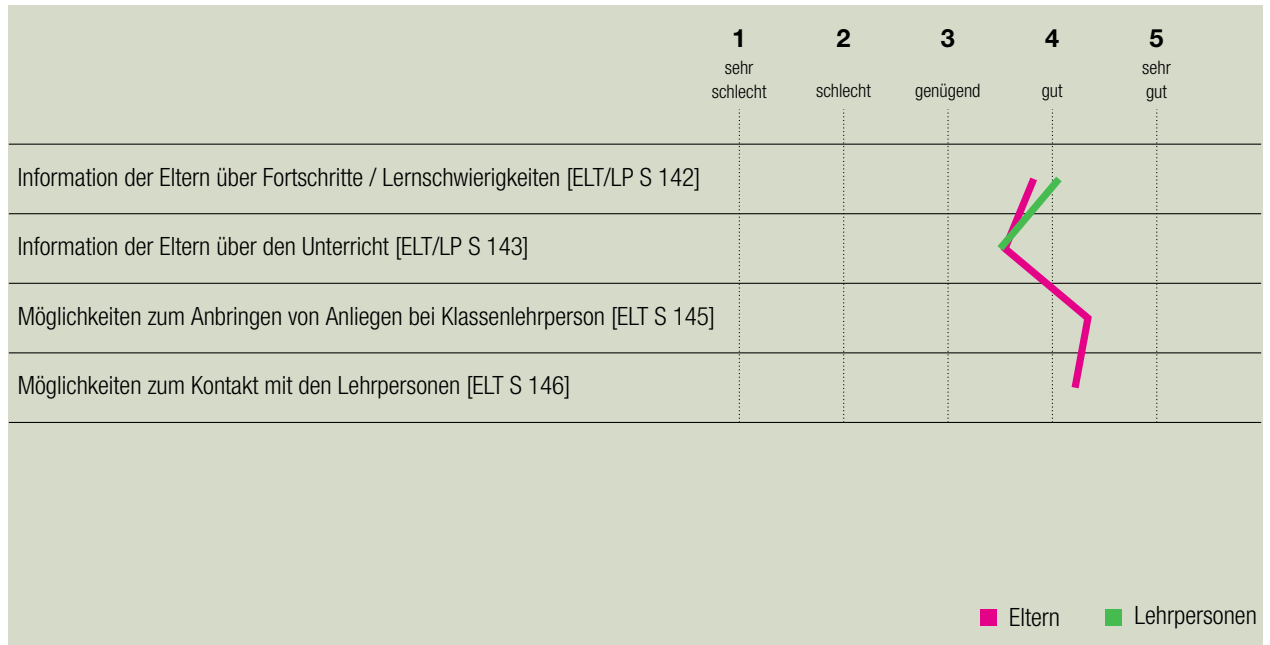 1 2 3 4 5
sehr schlecht schlecht genügend gut sehr gut
Information der Eltern über Fortschritte / Lernschwierigkeiten [ELT/LP S 142]
Information der Eltern über den Unterricht [ELT/LP S 143]
Möglichkeiten zum Anbringen von Anliegen bei Klassenlehrperson [ELT S 145]
Möglichkeiten zum Kontakt mit den Lehrpersonen [ELT S 146]
Eltern Lehrpersonen